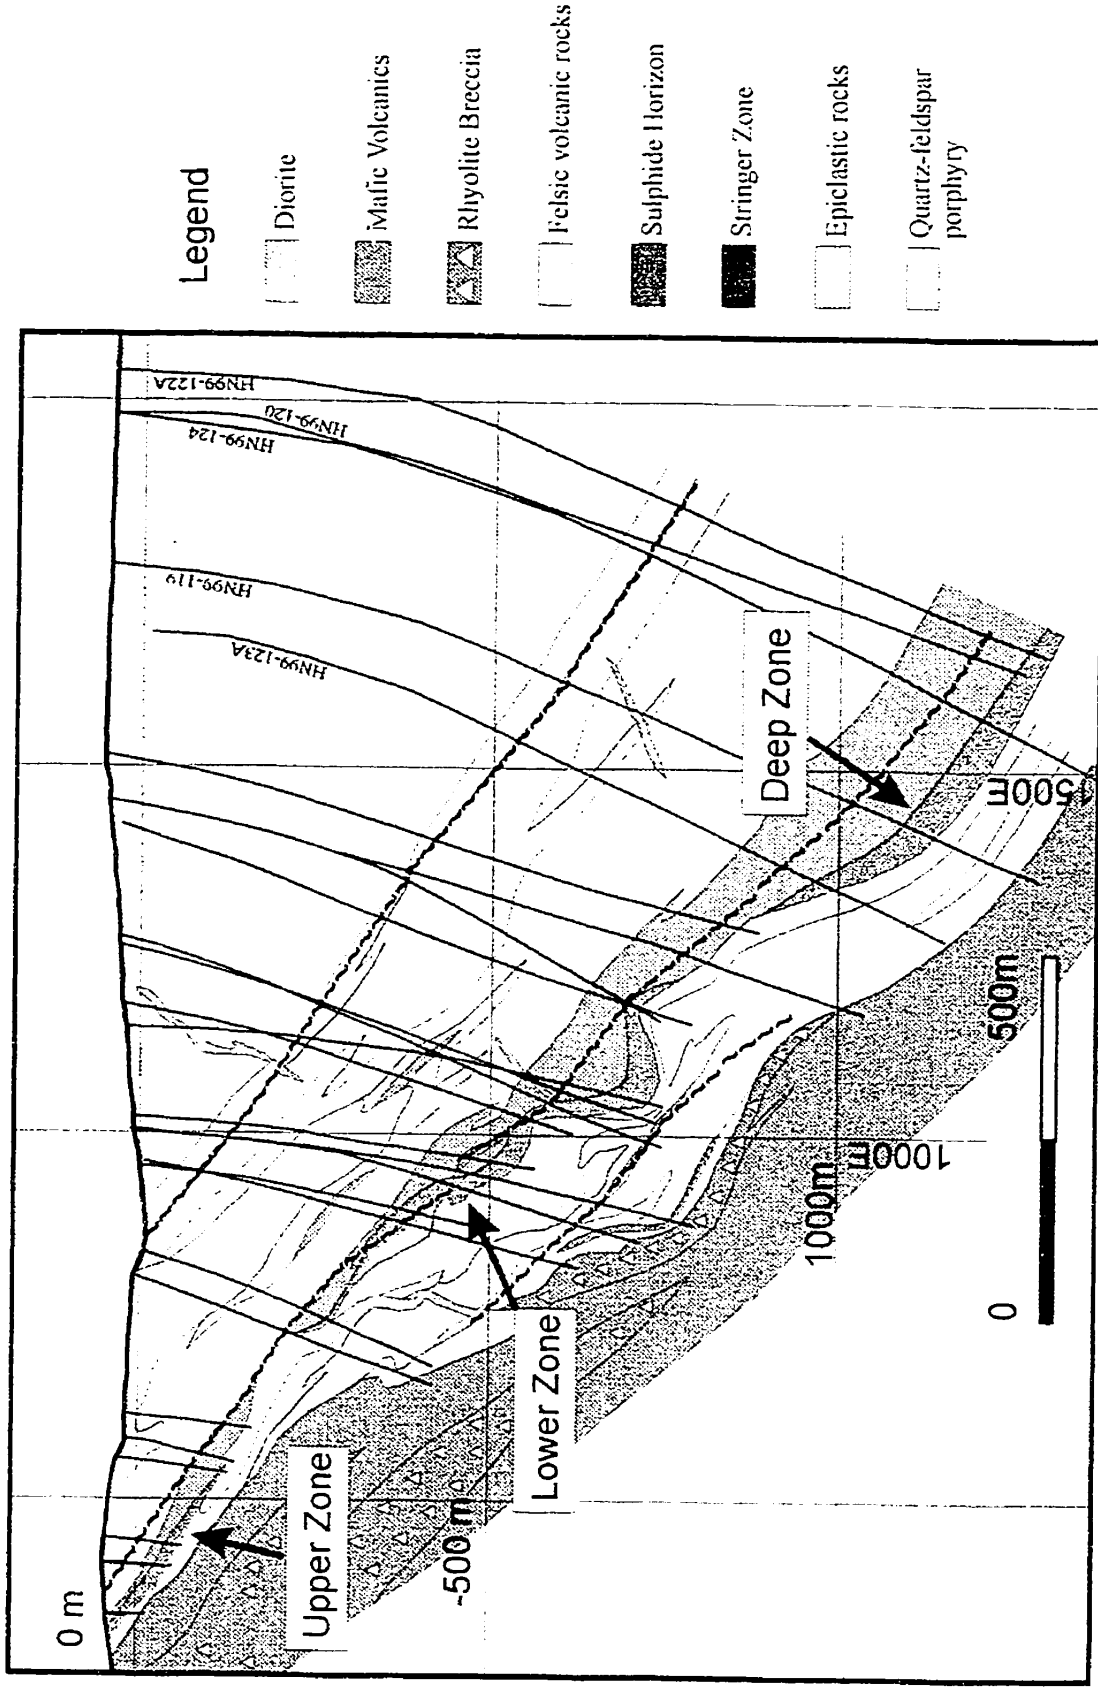 0 m
-500 m
1000m
1000E
1500E
Upper Zone
Lower Zone
Deep Zone
HN99-123A
HN99-119
HN99-124
HN99-120
HN99-122A
0
500m
Legend
Diorite
Mafic Volcanics
Rhyolite Breccia
Felsic volcanic rocks
Sulphide Horizon
Stringer Zone
Epiclastic rocks
Quartz-feldspar
porphyry